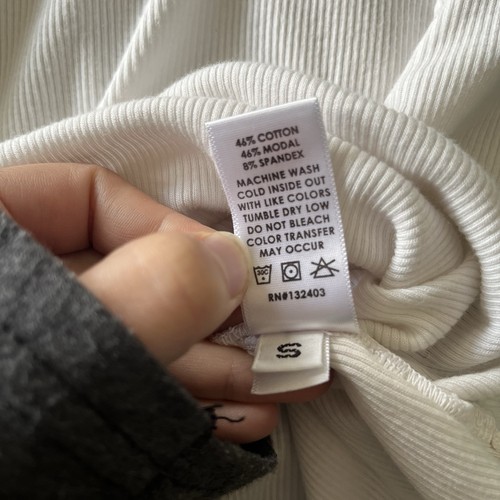 46% COTTON
46% MODAL
8% SPANDEX
MACHINE WASH
COLD INSIDE OUT
WITH LIKE COLORS
TUMBLE DRY LOW
DO NOT BLEACH
COLOR TRANSFER
MAY OCCUR
30C
RN#132403
S